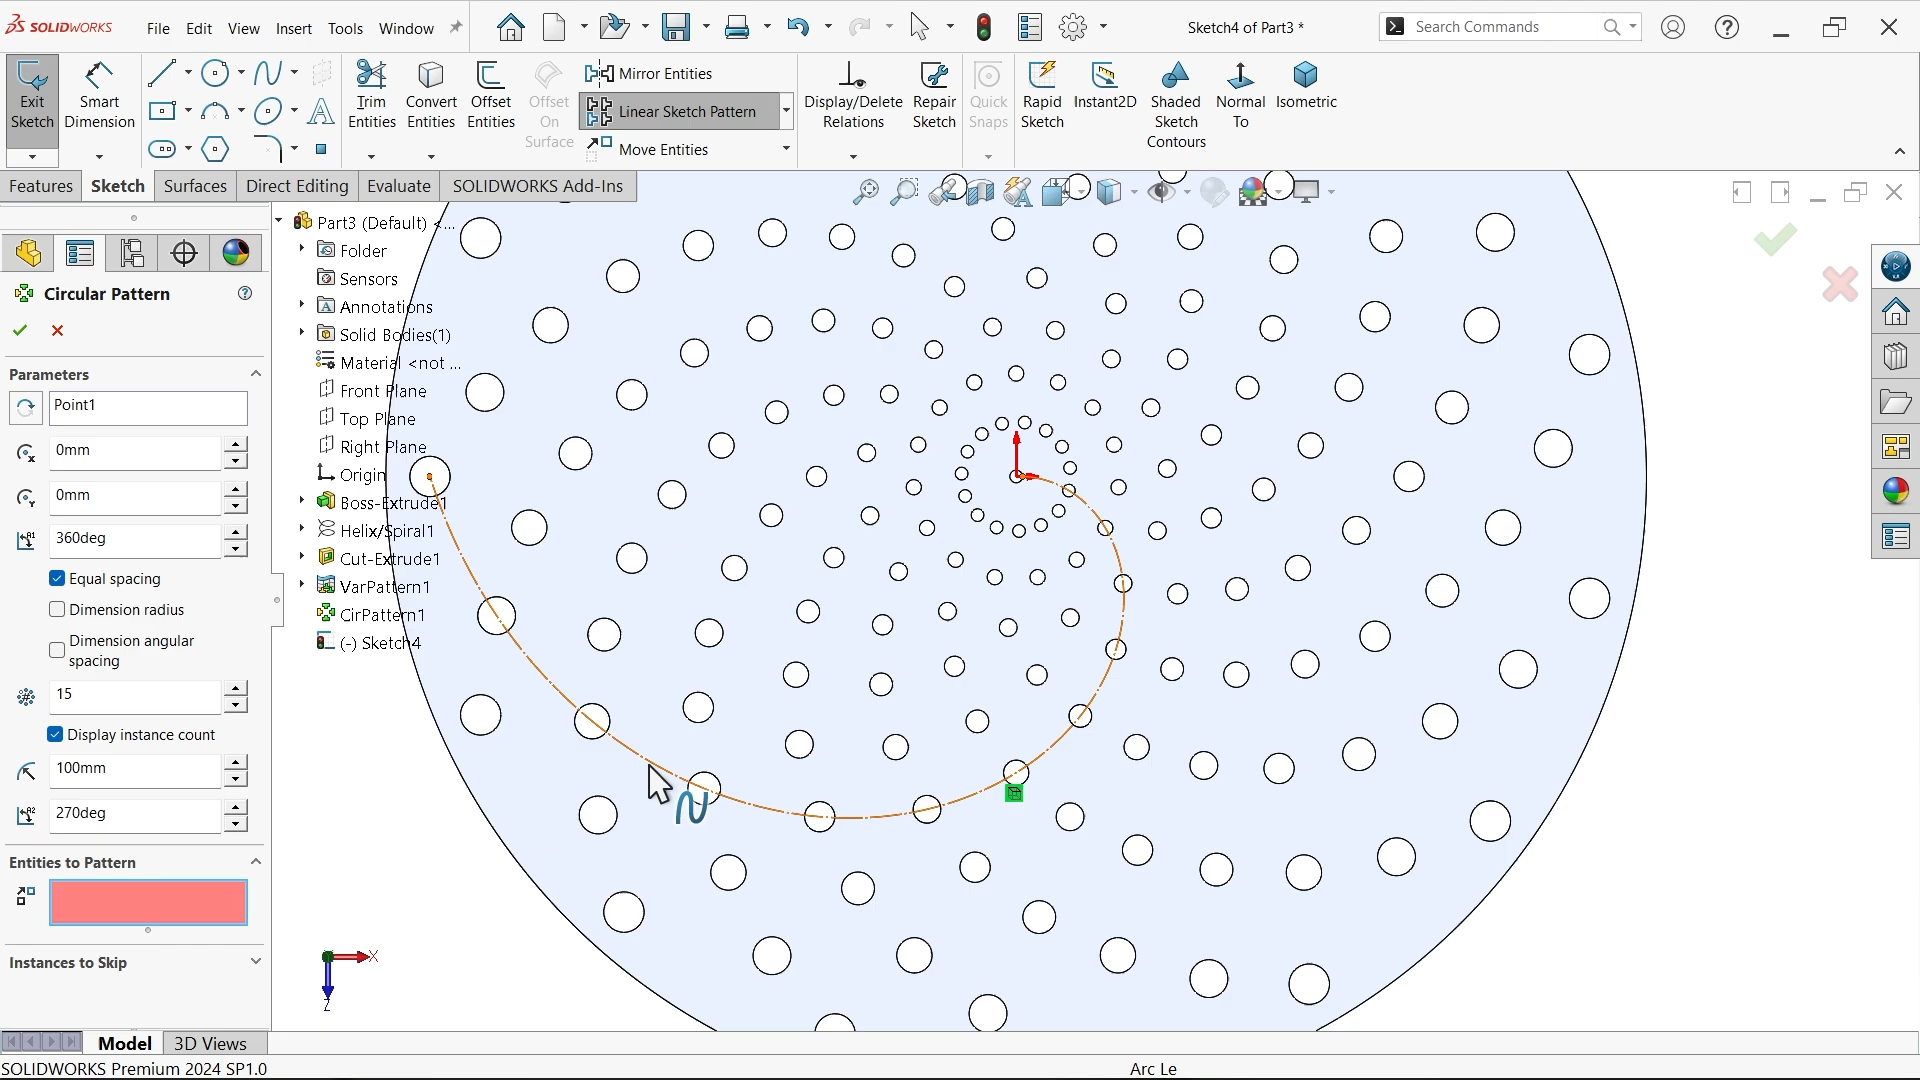 SOLIDWORKS File Edit View Insert Tools Window Sketch4 of Part3 * Search Commands
Exit Sketch
Smart Dimension
Trim Entities
Convert Entities
Offset Entities
Offset On Surface
Mirror Entities
Linear Sketch Pattern
Move Entities
Display/Delete Relations
Repair Sketch
Quick Snaps
Rapid Sketch
Instant2D
Shaded Sketch Contours
Normal To
Isometric
Features Sketch Surfaces Direct Editing Evaluate SOLIDWORKS Add-Ins
Circular Pattern
Parameters
Point1
0mm
0mm
360deg
Equal spacing
Dimension radius
Dimension angular
spacing
15
Display instance count
100mm
270deg
Entities to Pattern
Instances to Skip
Part3 (Default) <...
Folder
Sensors
Annotations
Solid Bodies(1)
Material <not ...
Front Plane
Top Plane
Right Plane
Origin
Boss-Extrude1
Helix/Spiral1
Cut-Extrude1
VarPattern1
CirPattern1
(-) Sketch4
X
Z
Model 3D Views
SOLIDWORKS Premium 2024 SP1.0 Arc Le